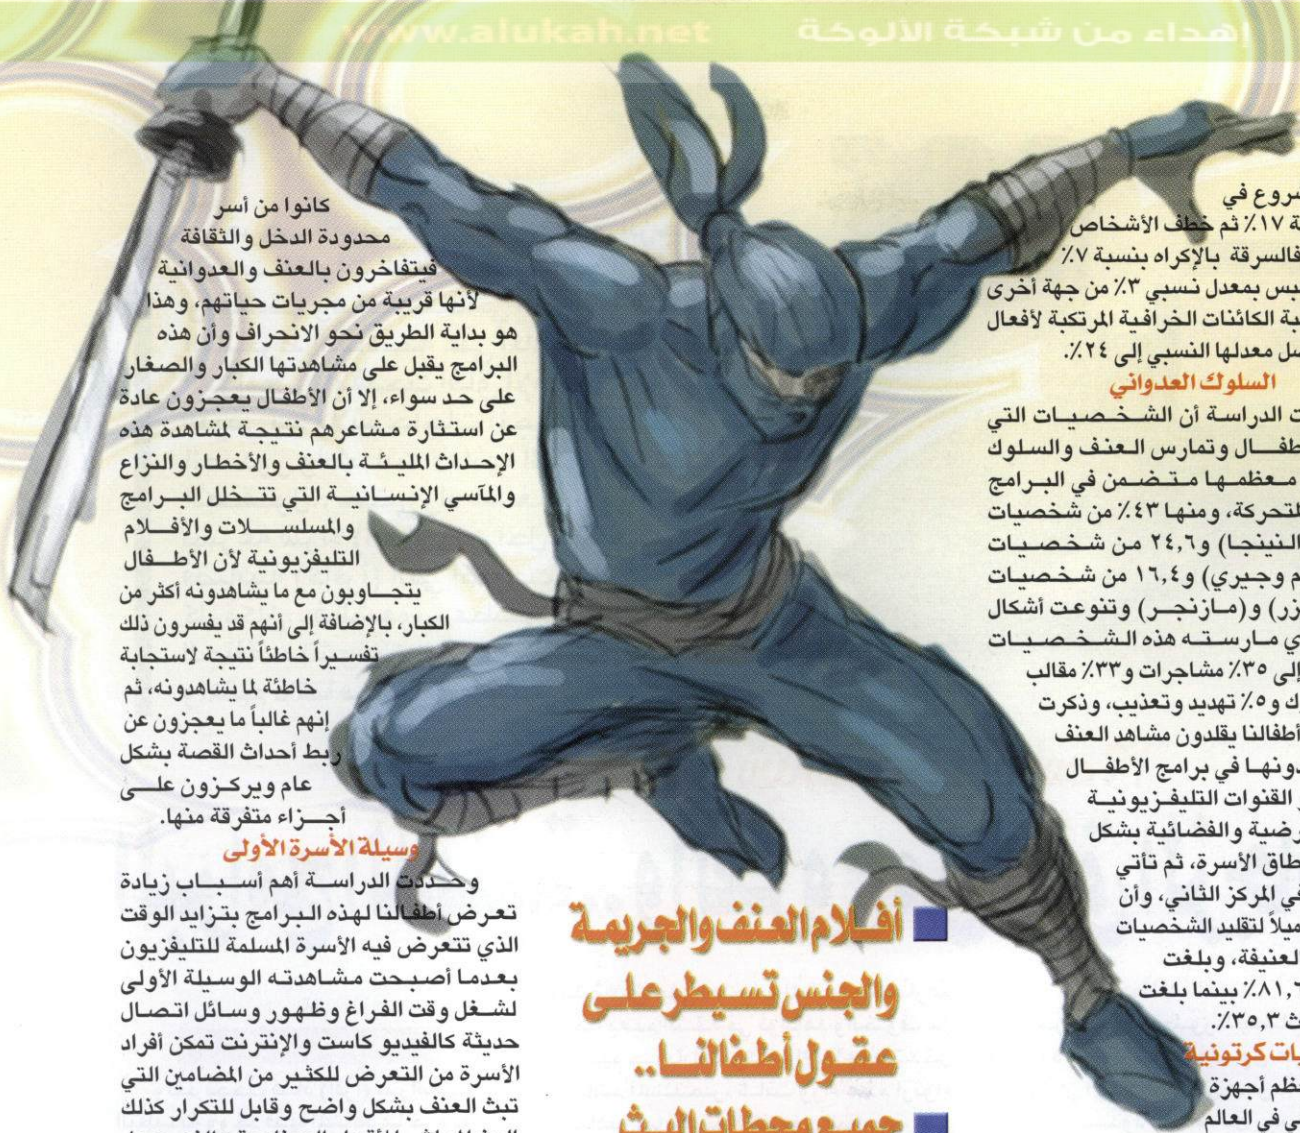 إهداء من شبكة الألوكة
www.alukah.net
شروع في
١٧٪ ثم خطف الأشخاص
فالسرقة بالإكراه بنسبة ٧٪
بمعدل نسبي ٣٪ من جهة أخرى
الكائنات الخرافية المرتكبة لأفعال
معدلها النسبي إلى ٢٤٪.
السلوك العدواني
الدراسة أن الشخصيات التي
وتمارس العنف والسلوك
معظمها متضمن في البرامج
ومنها ٤٣٪ من شخصيات
النينجا) و٢٤,٦ من شخصيات
وجيري) و١٦,٤ من شخصيات
و(مازنجر) وتنوعت أشكال
مارسته هذه الشخصيات
إلى ٣٥٪ مشاجرات و٣٣٪ مقالب
و٥٪ تهديد وتعذيب، وذكرت
أطفالنا يقلدون مشاهد العنف
في برامج الأطفال
القنوات التليفزيونية
والفضائية بشكل
الأسرة، ثم تأتي
في المركز الثاني، وأن
ميلاً لتقليد الشخصيات
العنيفة، وبلغت
بينما بلغت
٣٥,٣٪.
كرتونية
أجهزة
في العالم
كانوا من أسر
محدودة الدخل والثقافة
فيتفاخرون بالعنف والعدوانية
لأنها قريبة من مجريات حياتهم، وهذا
هو بداية الطريق نحو الانحراف وأن هذه
البرامج يقبل على مشاهدتها الكبار والصغار
على حد سواء، إلا أن الأطفال يعجزون عادة
عن استثارة مشاعرهم نتيجة لمشاهدة هذه
الإحداث المليئة بالعنف والأخطار والنزاع
والمآسي الإنسانية التي تتخلل البرامج
والمسلسلات والأفلام
التليفزيونية لأن الأطفال
يتجاوبون مع ما يشاهدونه أكثر من
الكبار، بالإضافة إلى أنهم قد يفسرون ذلك
تفسيراً خاطئاً نتيجة لاستجابة
خاطئة لما يشاهدونه، ثم
إنهم غالباً ما يعجزون عن
ربط أحداث القصة بشكل
عام ويركزون على
أجزاء متفرقة منها.
وسيلة الأسرة الأولى
وحددت الدراسة أهم أسباب زيادة
تعرض أطفالنا لهذه البرامج بتزايد الوقت
الذي تتعرض فيه الأسرة المسلمة للتليفزيون
بعدما أصبحت مشاهدته الوسيلة الأولى
لشغل وقت الفراغ وظهور وسائل اتصال
حديثة كالفيديو كاست والإنترنت تمكن أفراد
الأسرة من التعرض للكثير من المضامين التي
تبث العنف بشكل واضح وقابل للتكرار كذلك
أفلام العنف والجريمة
والجنس تسيطر على
عقول أطفالنا..
جميع محطات البث